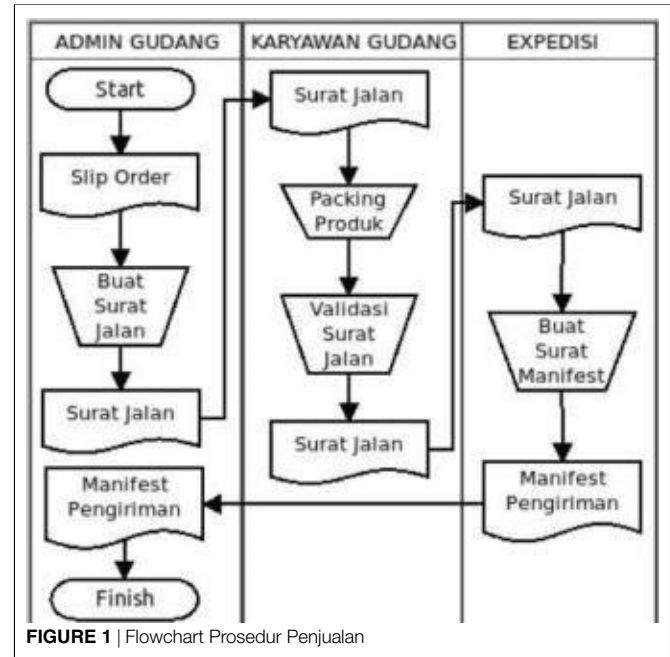 ADMIN GUDANG
KARYAWAN GUDANG
EXPEDISI
Start
Slip Order
Buat
Surat
Jalan
Surat Jalan
Manifest
Pengiriman
Finish
Surat Jalan
Packing
Produk
Validasi
Surat
Jalan
Surat Jalan
Surat Jalan
Buat
Surat
Manifest
Manifest
Pengiriman
FIGURE 1 | Flowchart Prosedur Penjualan